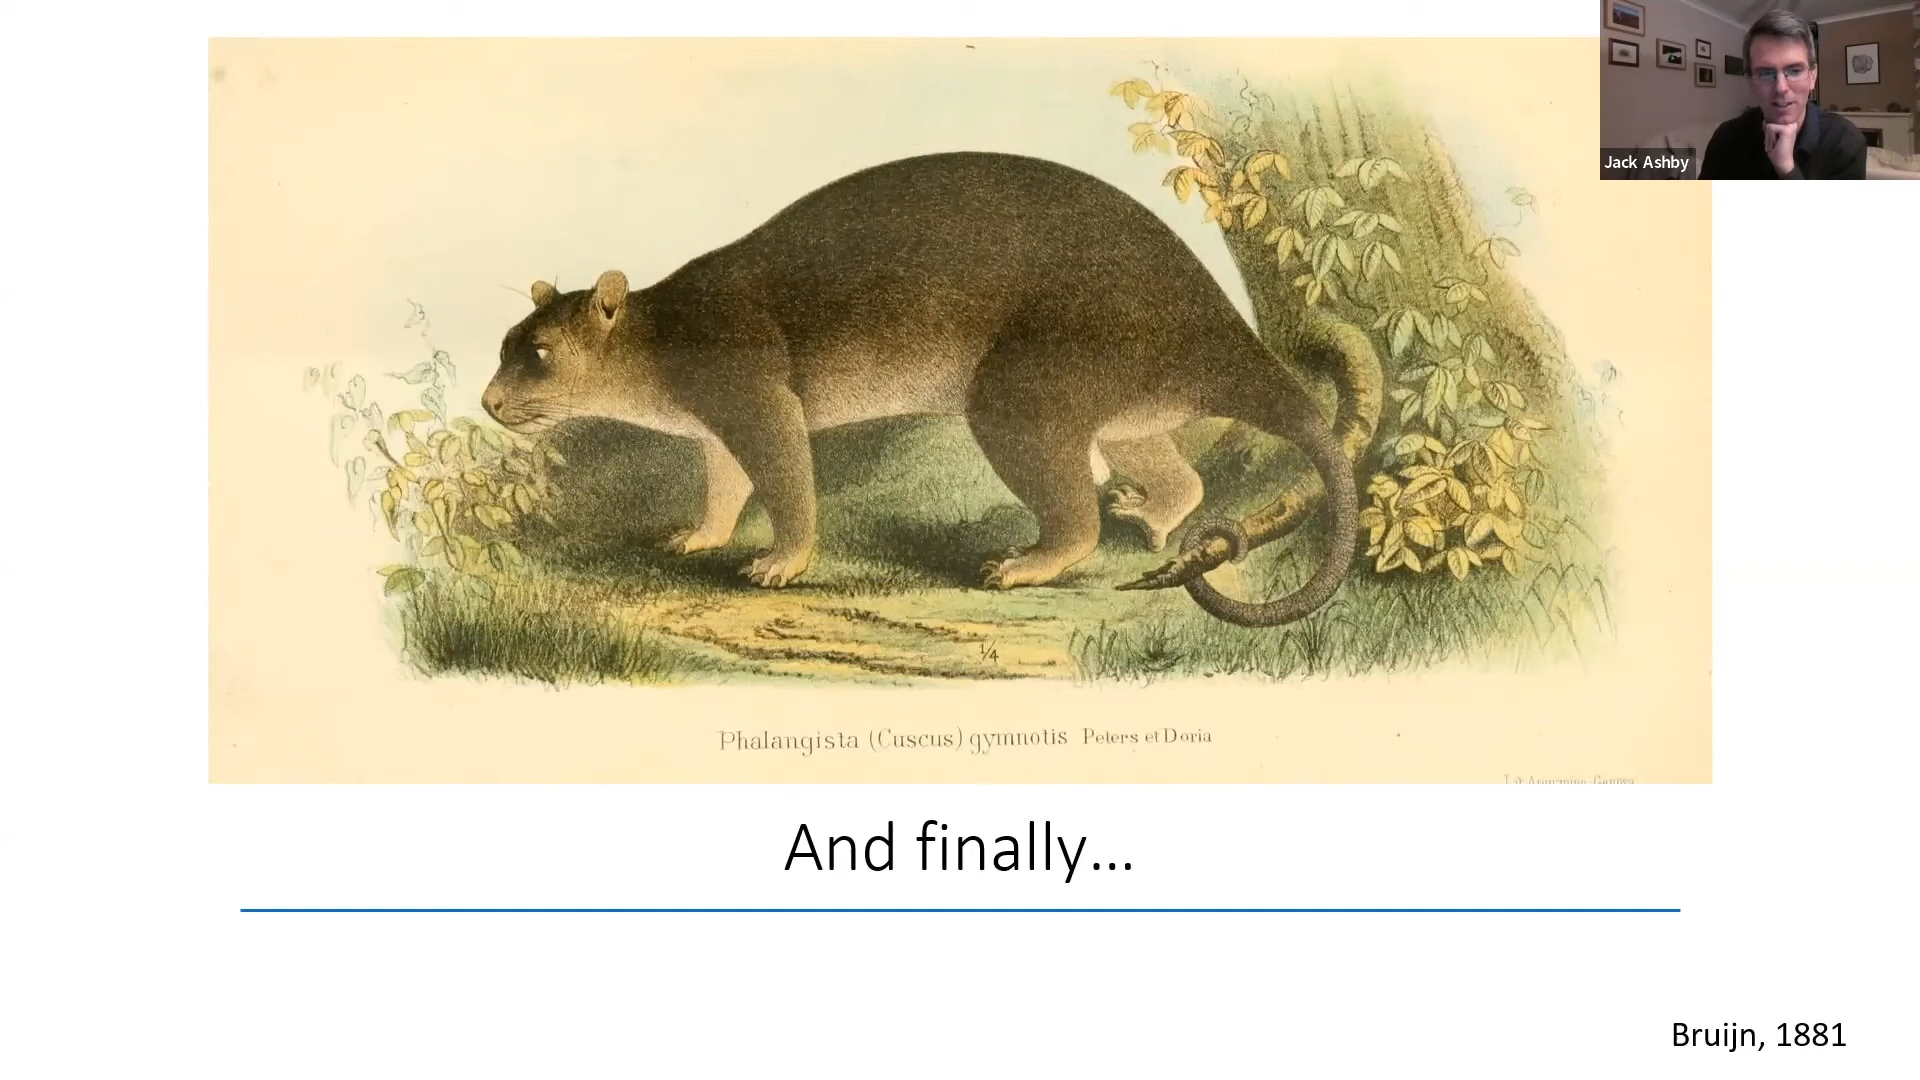 Jack Ashby
1/4
Phalangista (Cuscus) gymnotis Peters et Doria
And finally...
Bruijn, 1881